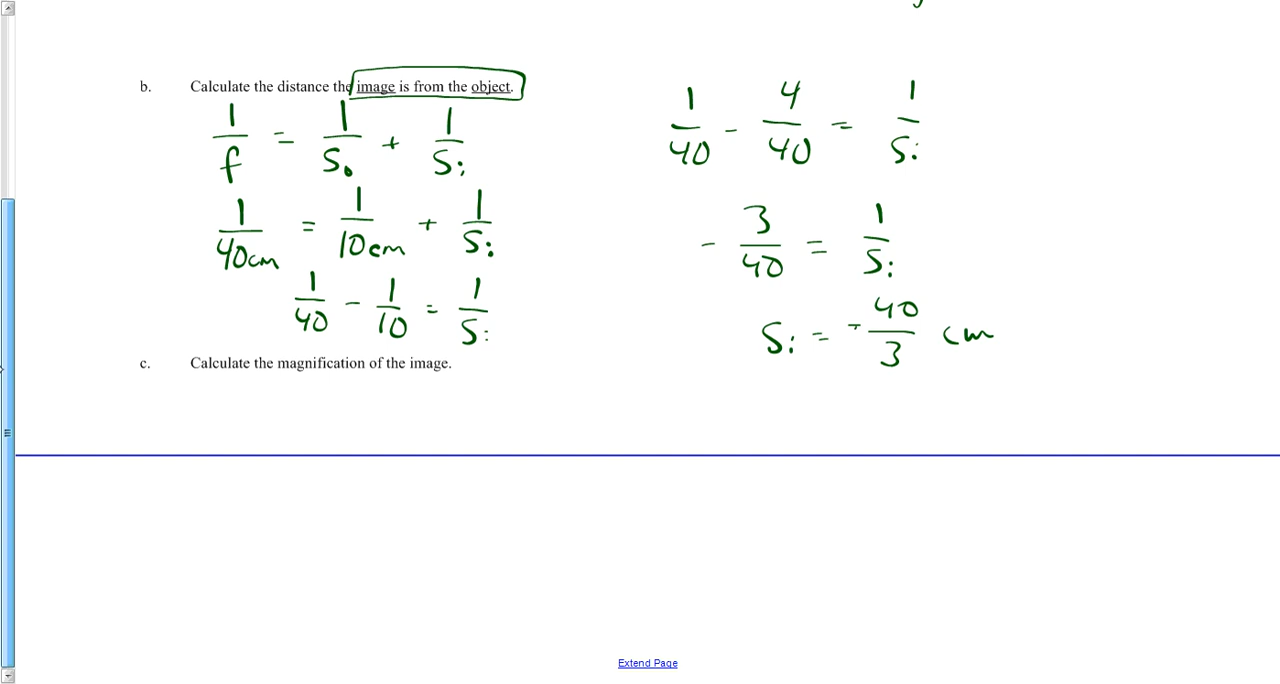 b. Calculate the distance the image is from the object.
1/f = 1/So + 1/Si
1/40cm = 1/10cm + 1/Si
1/40 - 1/10 = 1/Si
1/40 - 4/40 = 1/Si
- 3/40 = 1/Si
Si = - 40/3 cm
c. Calculate the magnification of the image.
Extend Page